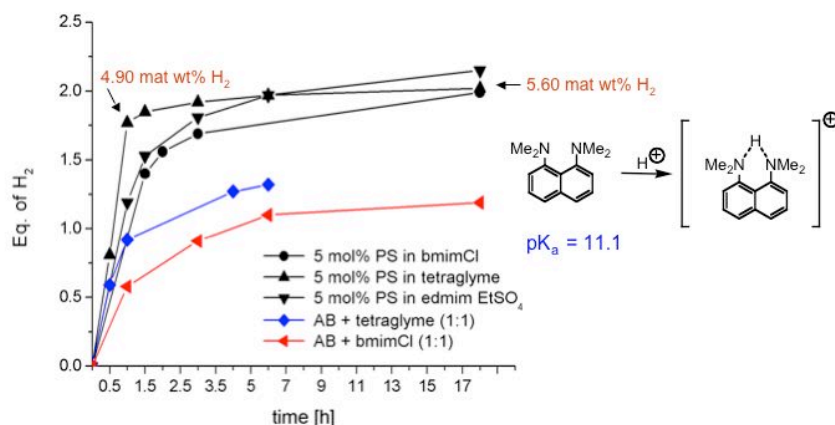 2.5
2.0
1.5
1.0
0.5
0.0
Eq. of H₂
4.90 mat wt% H₂
5.60 mat wt% H₂
5 mol% PS in bmimCl
5 mol% PS in tetraglyme
5 mol% PS in edmim EtSO₄
AB + tetraglyme (1:1)
AB + bmimCl (1:1)
0.5 1.5 2.5 3.5 5 7 9 11 13 15 17
time [h]
Me₂N NMe₂
H⊕
pKₐ = 11.1
H
Me₂N NMe₂
⊕